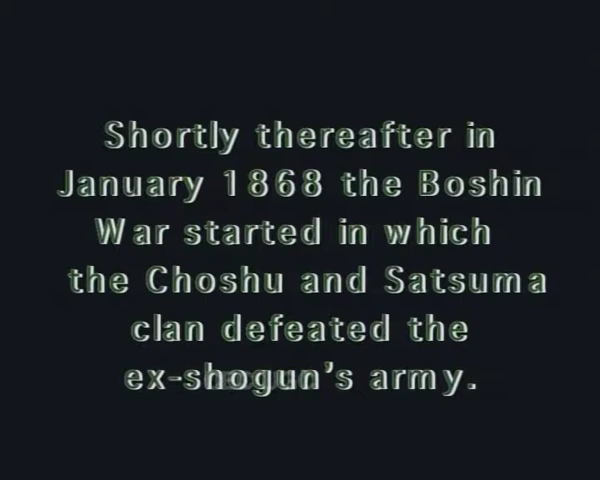 Shortly thereafter in
January 1868 the Boshin
War started in which
the Choshu and Satsuma
clan defeated the
ex-shogun's army.